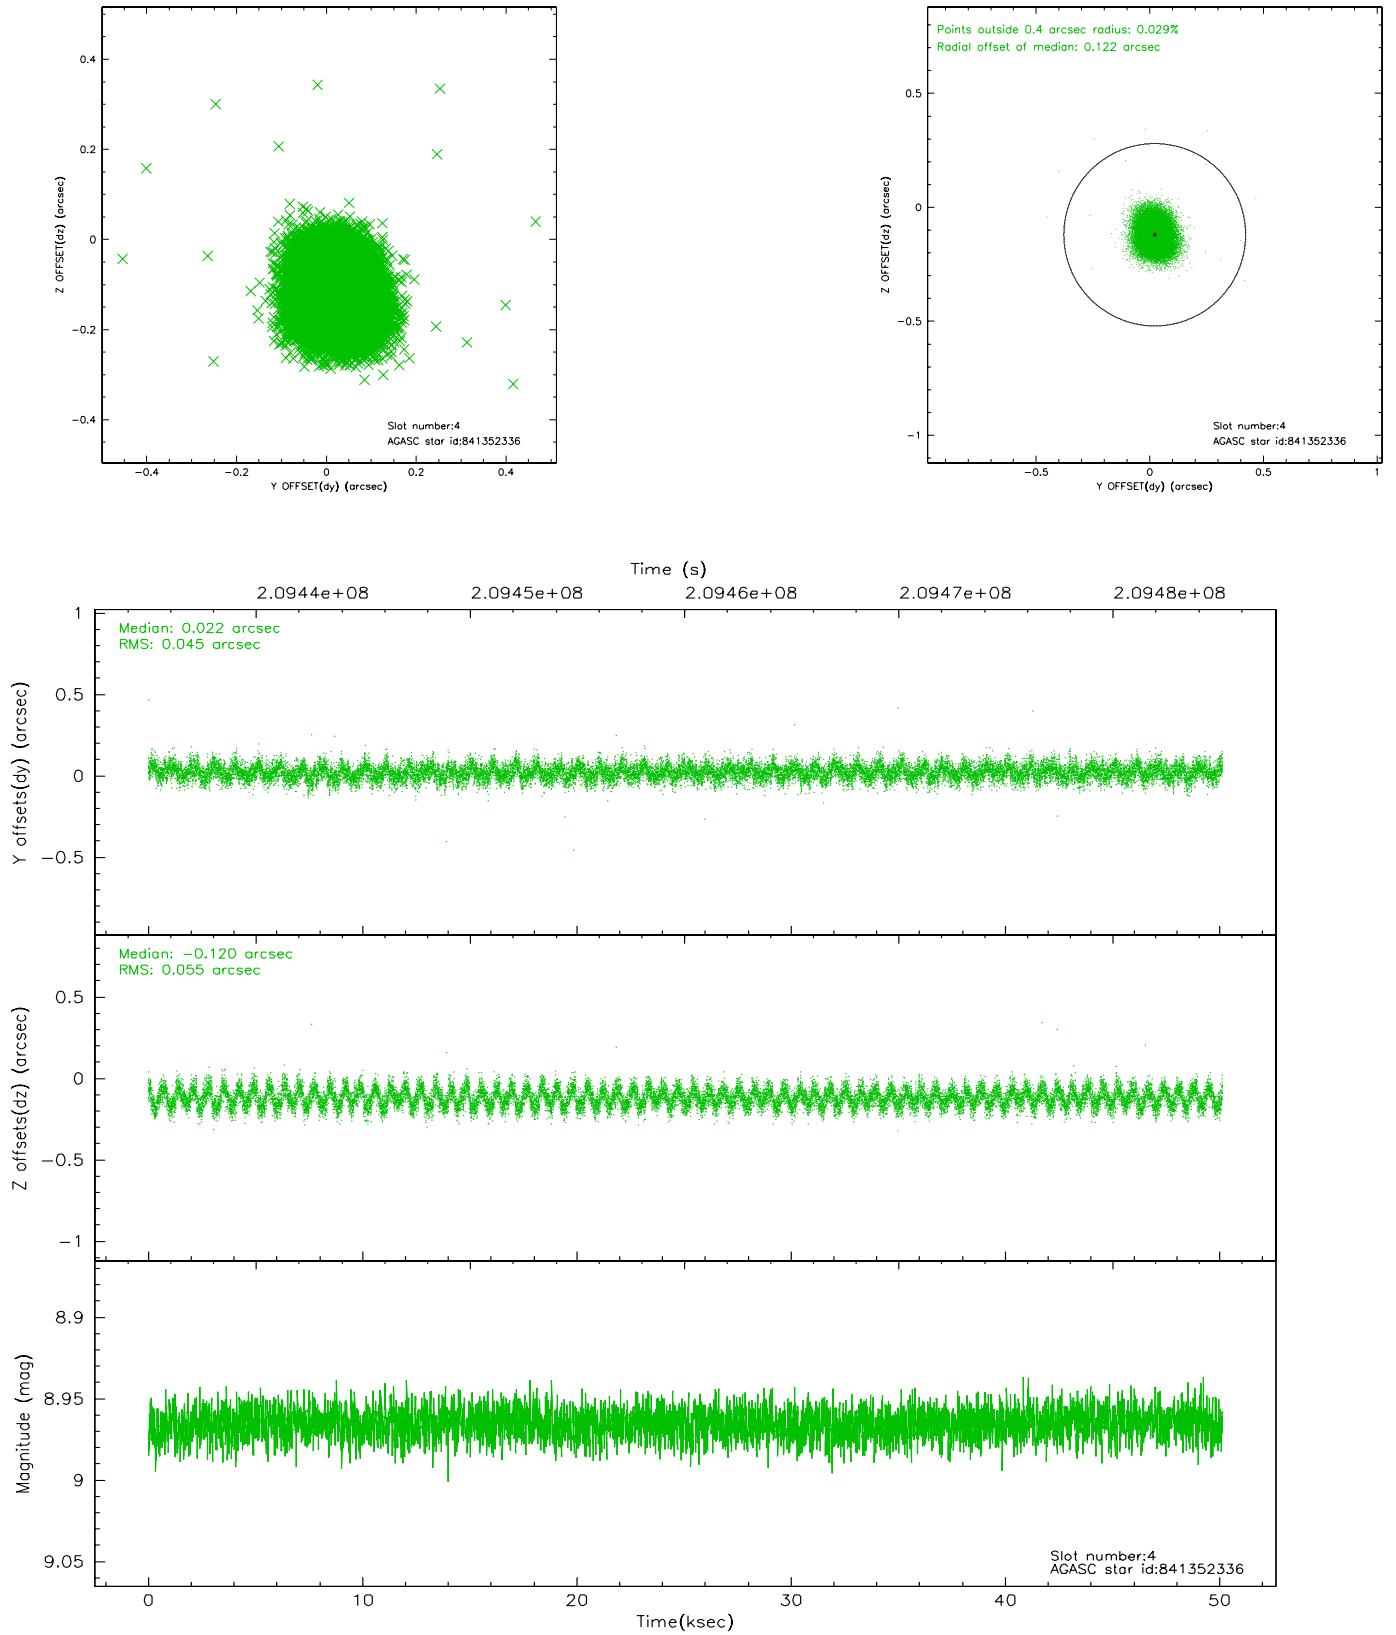 0.4
0.2
0
-0.2
-0.4
Z OFFSET(dz) (arcsec)
Slot number:4
AGASC star id:841352336
-0.4 -0.2 0 0.2 0.4
Y OFFSET(dy) (arcsec)
Points outside 0.4 arcsec radius: 0.029%
Radial offset of median: 0.122 arcsec
0.5
0
-0.5
-1
Z OFFSET(dz) (arcsec)
Slot number:4
AGASC star id:841352336
-0.5 0 0.5 1
Y OFFSET(dy) (arcsec)
Time (s)
2.0944e+08 2.0945e+08 2.0946e+08 2.0947e+08 2.0948e+08
Median: 0.022 arcsec
RMS: 0.045 arcsec
1
0.5
0
-0.5
Y offsets(dy) (arcsec)
Median: -0.120 arcsec
RMS: 0.055 arcsec
0.5
0
-0.5
-1
Z offsets(dz) (arcsec)
8.9
8.95
9
9.05
Magnitude (mag)
Slot number:4
AGASC star id:841352336
0 10 20 30 40 50
Time(ksec)